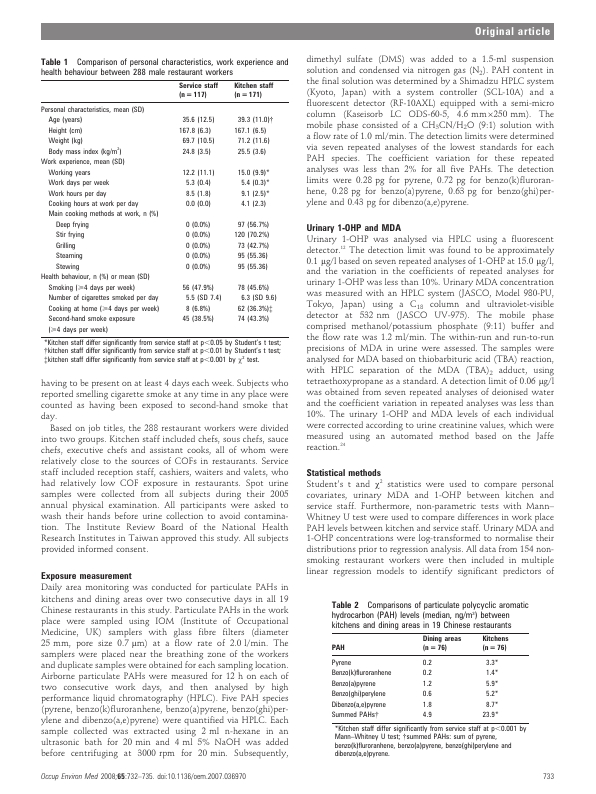 Original article
Table 1 Comparison of personal characteristics, work experience and
health behaviour between 288 male restaurant workers
Service staff Kitchen staff
(n = 117) (n = 171)
Personal characteristics, mean (SD)
Age (years) 35.6 (12.5) 39.3 (11.0)†
Height (cm) 167.8 (6.3) 167.1 (6.5)
Weight (kg) 69.7 (10.5) 71.2 (11.6)
Body mass index (kg/m²) 24.8 (3.5) 25.5 (3.6)
Work experience, mean (SD)
Working years 12.2 (11.1) 15.0 (9.9)*
Work days per week 5.3 (0.4) 5.4 (0.3)*
Work hours per day 8.5 (1.8) 9.1 (2.5)*
Cooking hours at work per day 0.0 (0.0) 4.1 (2.3)
Main cooking methods at work, n (%)
Deep frying 0 (0.0%) 97 (56.7%)
Stir frying 0 (0.0%) 120 (70.2%)
Grilling 0 (0.0%) 73 (42.7%)
Steaming 0 (0.0%) 95 (55.36)
Stewing 0 (0.0%) 95 (55.36)
Health behaviour, n (%) or mean (SD)
Smoking (⩾4 days per week) 56 (47.9%) 78 (45.6%)
Number of cigarettes smoked per day 5.5 (SD 7.4) 6.3 (SD 9.6)
Cooking at home (⩾4 days per week) 8 (6.8%) 62 (36.3%)‡
Second-hand smoke exposure 45 (38.5%) 74 (43.3%)
(⩾4 days per week)
*Kitchen staff differ significantly from service staff at p<0.05 by Student's t test;
†kitchen staff differ significantly from service staff at p<0.01 by Student's t test;
‡kitchen staff differ significantly from service staff at p<0.001 by χ² test.
having to be present on at least 4 days each week. Subjects who
reported smelling cigarette smoke at any time in any place were
counted as having been exposed to second-hand smoke that
day.
Based on job titles, the 288 restaurant workers were divided
into two groups. Kitchen staff included chefs, sous chefs, sauce
chefs, executive chefs and assistant cooks, all of whom were
relatively close to the sources of COFs in restaurants. Service
staff included reception staff, cashiers, waiters and valets, who
had relatively low COF exposure in restaurants. Spot urine
samples were collected from all subjects during their 2005
annual physical examination. All participants were asked to
wash their hands before urine collection to avoid contamina-
tion. The Institute Review Board of the National Health
Research Institutes in Taiwan approved this study. All subjects
provided informed consent.
Exposure measurement
Daily area monitoring was conducted for particulate PAHs in
kitchens and dining areas over two consecutive days in all 19
Chinese restaurants in this study. Particulate PAHs in the work
place were sampled using IOM (Institute of Occupational
Medicine, UK) samplers with glass fibre filters (diameter
25 mm, pore size 0.7 μm) at a flow rate of 2.0 l/min. The
samplers were placed near the breathing zone of the workers
and duplicate samples were obtained for each sampling location.
Airborne particulate PAHs were measured for 12 h on each of
two consecutive work days, and then analysed by high
performance liquid chromatography (HPLC). Five PAH species
(pyrene, benzo(k)fluroranhene, benzo(a)pyrene, benzo(ghi)per-
ylene and dibenzo(a,e)pyrene) were quantified via HPLC. Each
sample collected was extracted using 2 ml n-hexane in an
ultrasonic bath for 20 min and 4 ml 5% NaOH was added
before centrifuging at 3000 rpm for 20 min. Subsequently,
dimethyl sulfate (DMS) was added to a 1.5-ml suspension
solution and condensed via nitrogen gas (N₂). PAH content in
the final solution was determined by a Shimadzu HPLC system
(Kyoto, Japan) with a system controller (SCL-10A) and a
fluorescent detector (RF-10AXL) equipped with a semi-micro
column (Kaseisorb LC ODS-60-5, 4.6 mm×250 mm). The
mobile phase consisted of a CH₃CN/H₂O (9:1) solution with
a flow rate of 1.0 ml/min. The detection limits were determined
via seven repeated analyses of the lowest standards for each
PAH species. The coefficient variation for these repeated
analyses was less than 2% for all five PAHs. The detection
limits were 0.28 pg for pyrene, 0.72 pg for benzo(k)fluroran-
hene, 0.28 pg for benzo(a)pyrene, 0.63 pg for benzo(ghi)per-
ylene and 0.43 pg for dibenzo(a,e)pyrene.
Urinary 1-OHP and MDA
Urinary 1-OHP was analysed via HPLC using a fluorescent
detector.¹² The detection limit was found to be approximately
0.1 μg/l based on seven repeated analyses of 1-OHP at 15.0 μg/l,
and the variation in the coefficients of repeated analyses for
urinary 1-OHP was less than 10%. Urinary MDA concentration
was measured with an HPLC system (JASCO, Model 980-PU,
Tokyo, Japan) using a C₁₈ column and ultraviolet-visible
detector at 532 nm (JASCO UV-975). The mobile phase
comprised methanol/potassium phosphate (9:11) buffer and
the flow rate was 1.2 ml/min. The within-run and run-to-run
precisions of MDA in urine were assessed. The samples were
analysed for MDA based on thiobarbituric acid (TBA) reaction,
with HPLC separation of the MDA (TBA)₂ adduct, using
tetraethoxypropane as a standard. A detection limit of 0.06 μg/l
was obtained from seven repeated analyses of deionised water
and the coefficient variation in repeated analyses was less than
10%. The urinary 1-OHP and MDA levels of each individual
were corrected according to urine creatinine values, which were
measured using an automated method based on the Jaffe
reaction.²⁴
Statistical methods
Student's t and χ² statistics were used to compare personal
covariates, urinary MDA and 1-OHP between kitchen and
service staff. Furthermore, non-parametric tests with Mann–
Whitney U test were used to compare differences in work place
PAH levels between kitchen and service staff. Urinary MDA and
1-OHP concentrations were log-transformed to normalise their
distributions prior to regression analysis. All data from 154 non-
smoking restaurant workers were then included in multiple
linear regression models to identify significant predictors of
Table 2 Comparisons of particulate polycyclic aromatic
hydrocarbon (PAH) levels (median, ng/m³) between
kitchens and dining areas in 19 Chinese restaurants
Dining areas Kitchens
PAH (n = 76) (n = 76)
Pyrene 0.2 3.3*
Benzo(k)fluroranhene 0.2 1.4*
Benzo(a)pyrene 1.2 5.9*
Benzo(ghi)perylene 0.6 5.2*
Dibenzo(a,e)pyrene 1.8 8.7*
Summed PAHs† 4.9 23.9*
*Kitchen staff differ significantly from service staff at p<0.001 by
Mann–Whitney U test; †summed PAHs: sum of pyrene,
benzo(k)fluroranhene, benzo(a)pyrene, benzo(ghi)perylene and
dibenzo(a,e)pyrene.
Occup Environ Med 2008;65:732–735. doi:10.1136/oem.2007.036970
733